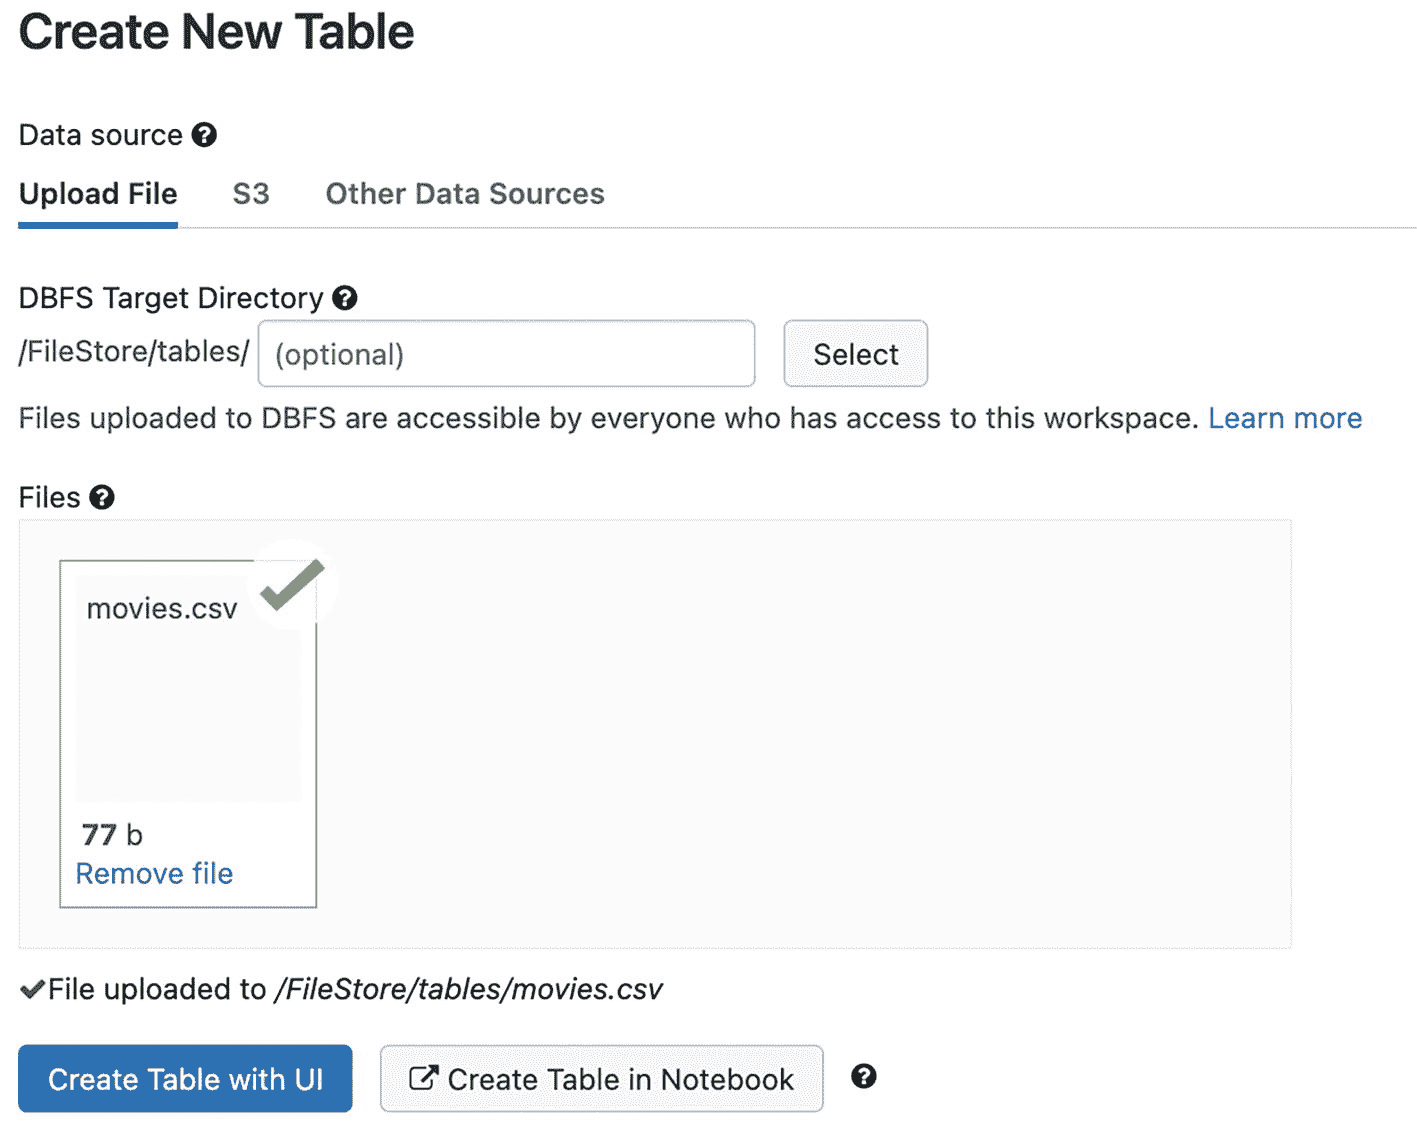 Create New Table
Data source ?
Upload File S3 Other Data Sources
DBFS Target Directory ?
/FileStore/tables/ (optional) Select
Files uploaded to DBFS are accessible by everyone who has access to this workspace. Learn more
Files ?
movies.csv
77 b
Remove file
File uploaded to /FileStore/tables/movies.csv
Create Table with UI Create Table in Notebook ?